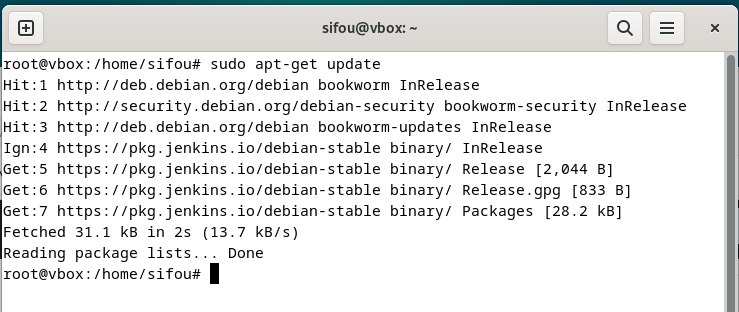 sifou@vbox: ~
root@vbox:/home/sifou# sudo apt-get update
Hit:1 http://deb.debian.org/debian bookworm InRelease
Hit:2 http://security.debian.org/debian-security bookworm-security InRelease
Hit:3 http://deb.debian.org/debian bookworm-updates InRelease
Ign:4 https://pkg.jenkins.io/debian-stable binary/ InRelease
Get:5 https://pkg.jenkins.io/debian-stable binary/ Release [2,044 B]
Get:6 https://pkg.jenkins.io/debian-stable binary/ Release.gpg [833 B]
Get:7 https://pkg.jenkins.io/debian-stable binary/ Packages [28.2 kB]
Fetched 31.1 kB in 2s (13.7 kB/s)
Reading package lists... Done
root@vbox:/home/sifou#